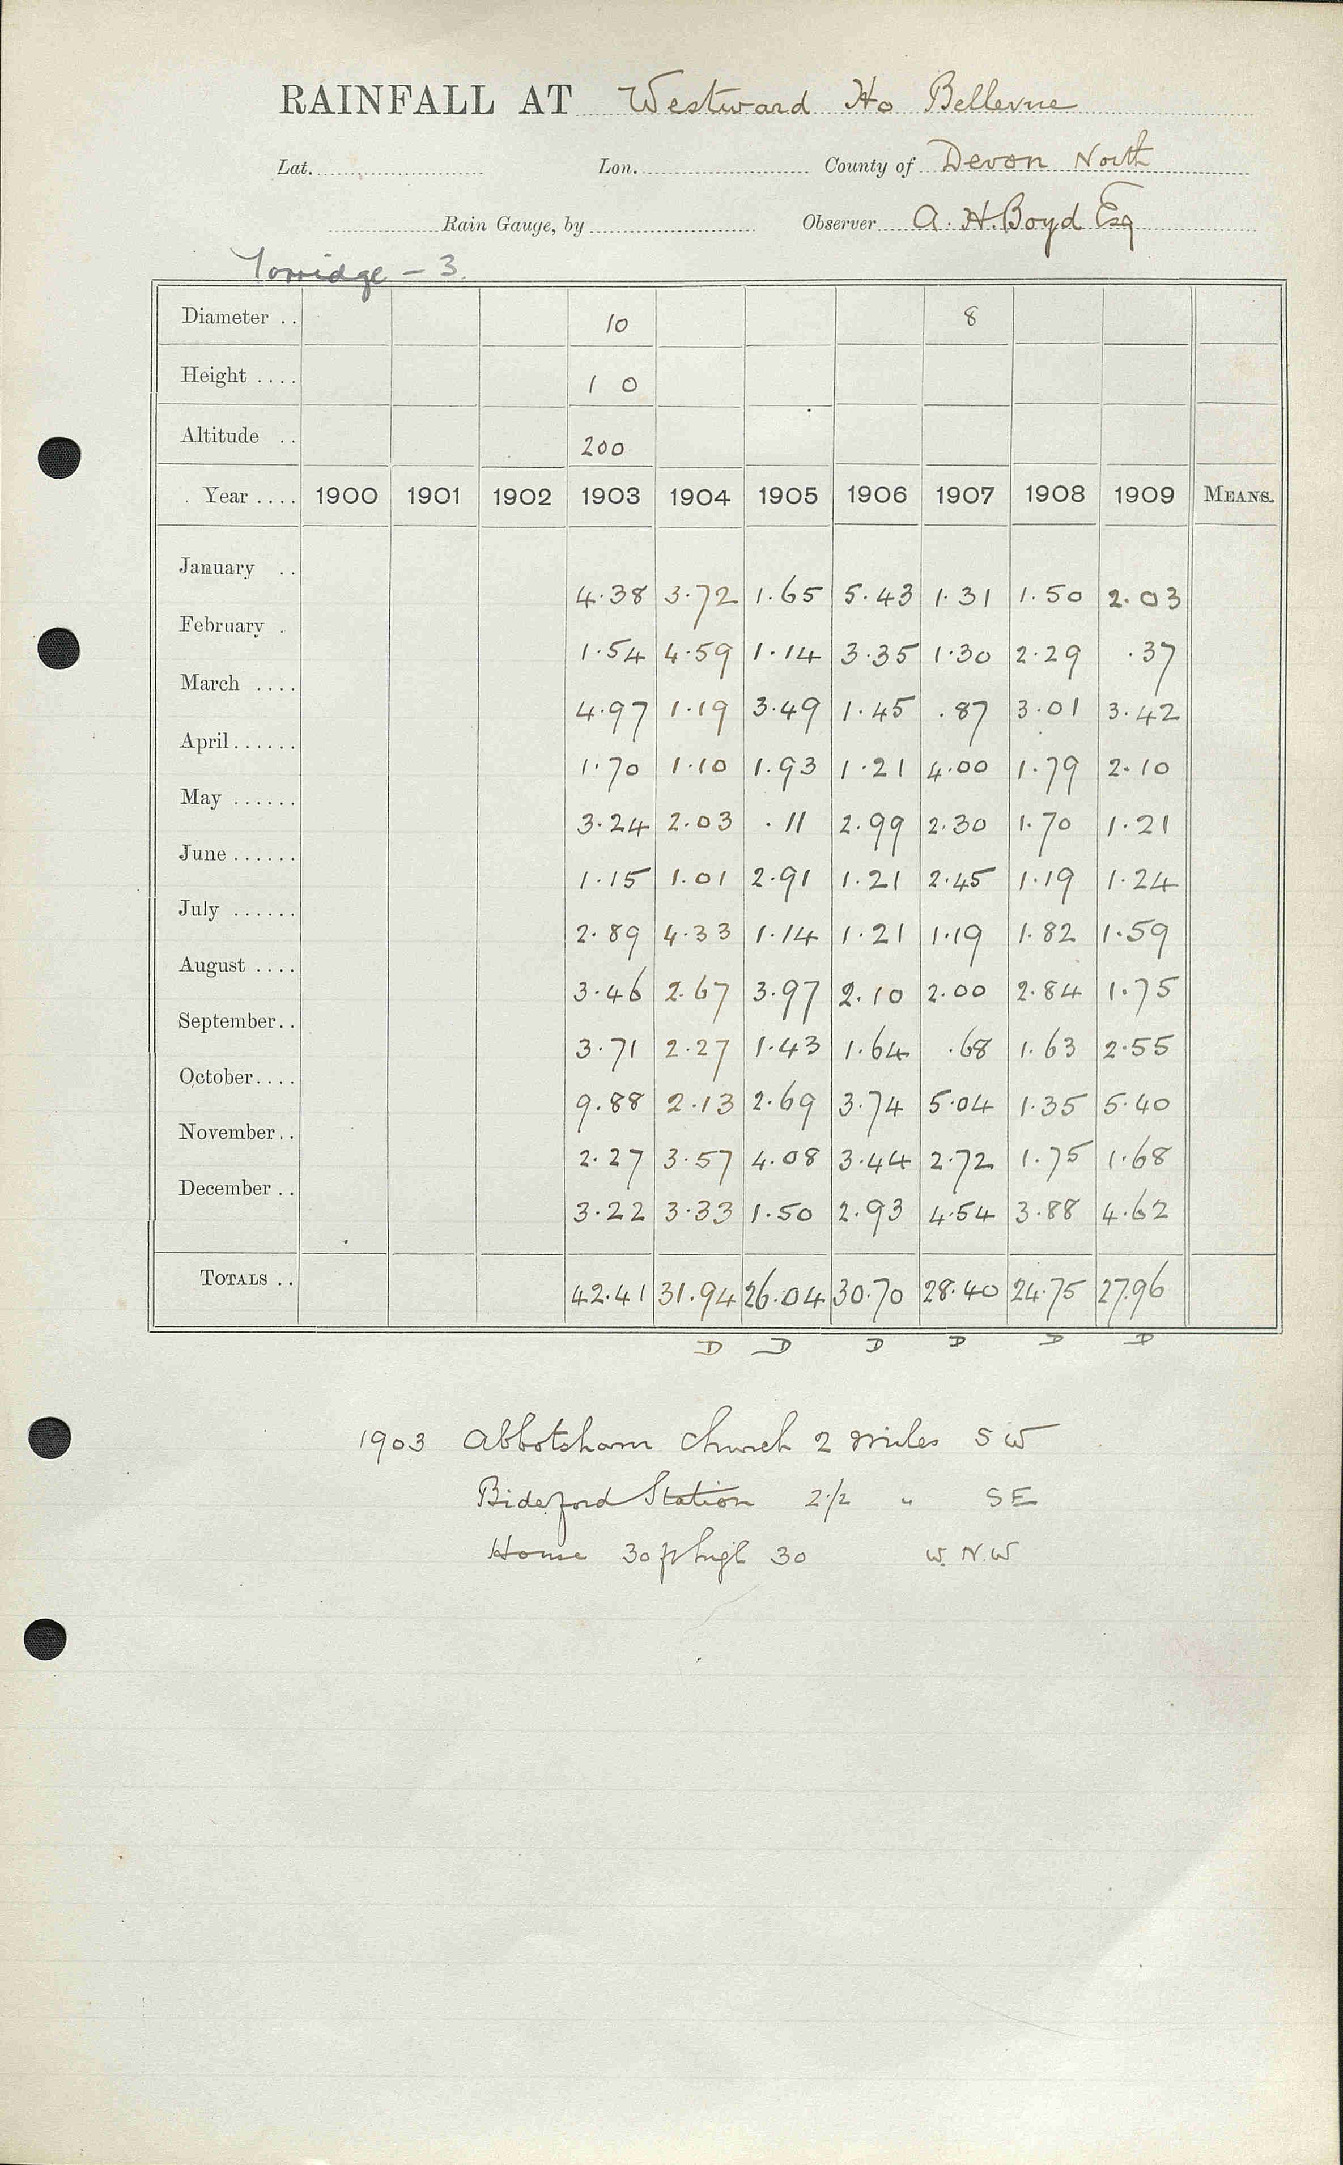 RAINFALL AT Westward Ho Bellevue
Lat. Lon. County of Devon North
Rain Gauge, by Observer A. H. Boyd Esq
Torridge - 3.
Diameter .. 10 8
Height .... 1 0
Altitude .. 200
Year .... 1900 1901 1902 1903 1904 1905 1906 1907 1908 1909 MEANS.
January .. 4.38 3.72 1.65 5.43 1.31 1.50 2.03
February . 1.54 4.59 1.14 3.35 1.30 2.29 .37
March .... 4.97 1.19 3.49 1.45 .87 3.01 3.42
April...... 1.70 1.10 1.93 1.21 4.00 1.79 2.10
May ...... 3.24 2.03 .11 2.99 2.30 1.70 1.21
June ...... 1.15 1.01 2.91 1.21 2.45 1.19 1.24
July ...... 2.89 4.33 1.14 1.21 1.19 1.82 1.59
August .... 3.46 2.67 3.97 2.10 2.00 2.84 1.75
September.. 3.71 2.27 1.43 1.64 .68 1.63 2.55
October.... 9.88 2.13 2.69 3.74 5.04 1.35 5.40
November.. 2.27 3.57 4.08 3.44 2.72 1.75 1.68
December .. 3.22 3.33 1.50 2.93 4.54 3.88 4.62
TOTALS .. 42.41 31.94 26.04 30.70 28.40 24.75 27.96
D D D D D D
1903 Abbotsham Church 2 miles SW
Bideford Station 2 1/2 " SE
House 30 ft high 30 W.N.W